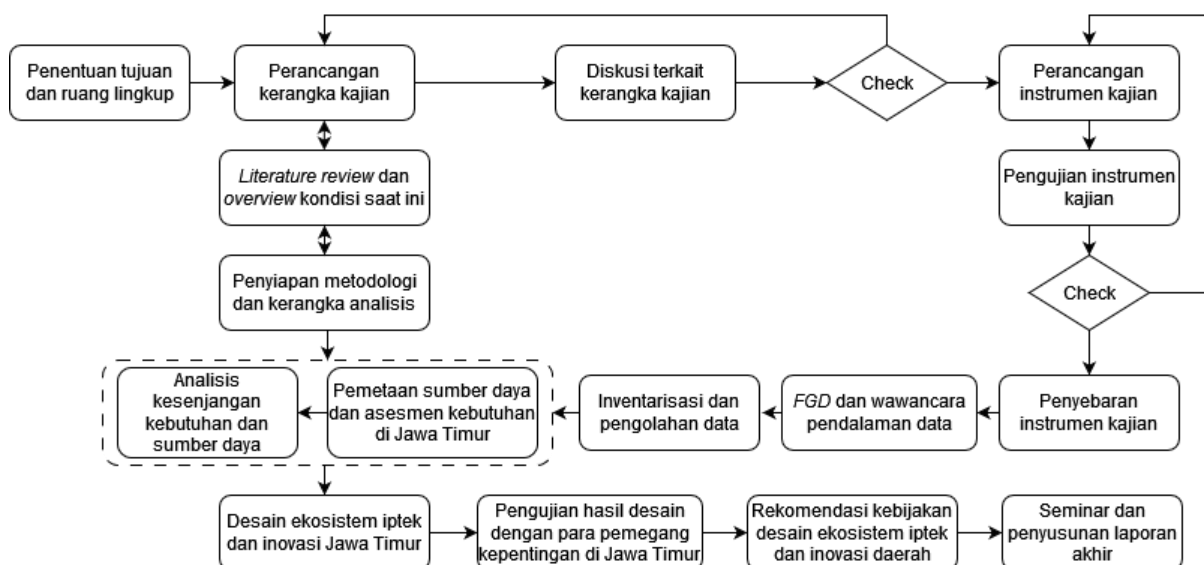 Penentuan tujuan
dan ruang lingkup
Perancangan
kerangka kajian
Diskusi terkait
kerangka kajian
Check
Perancangan
instrumen kajian
Literature review dan
overview kondisi saat ini
Pengujian instrumen
kajian
Penyiapan metodologi
dan kerangka analisis
Check
Analisis
kesenjangan
kebutuhan dan
sumber daya
Pemetaan sumber daya
dan asesmen kebutuhan
di Jawa Timur
Inventarisasi dan
pengolahan data
FGD dan wawancara
pendalaman data
Penyebaran
instrumen kajian
Desain ekosistem iptek
dan inovasi Jawa Timur
Pengujian hasil desain
dengan para pemegang
kepentingan di Jawa Timur
Rekomendasi kebijakan
desain ekosistem iptek
dan inovasi daerah
Seminar dan
penyusunan laporan
akhir